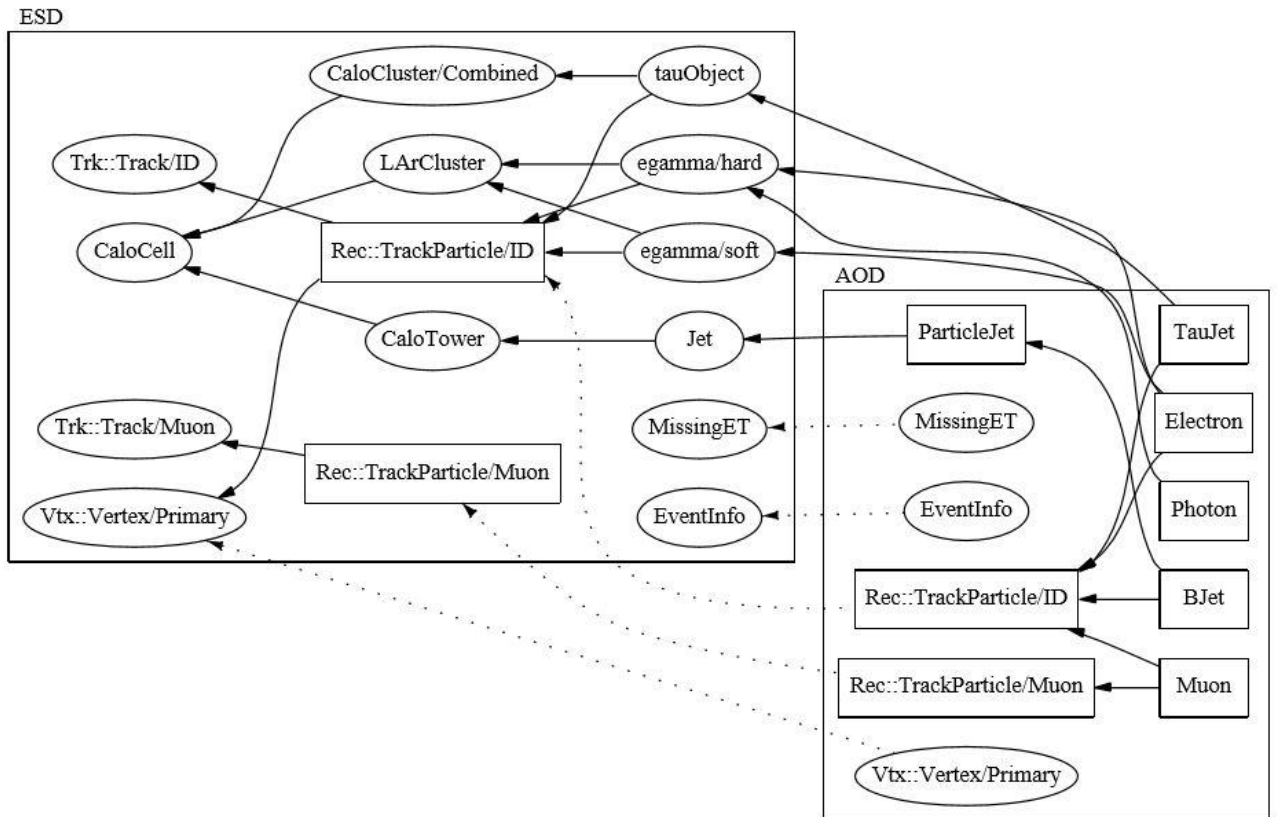 ESD
CaloCluster/Combined
tauObject
Trk::Track/ID
LArCluster
egamma/hard
CaloCell
Rec::TrackParticle/ID
egamma/soft
AOD
CaloTower
Jet
ParticleJet
TauJet
Trk::Track/Muon
MissingET
MissingET
Electron
Rec::TrackParticle/Muon
Vtx::Vertex/Primary
EventInfo
EventInfo
Photon
Rec::TrackParticle/ID
BJet
Rec::TrackParticle/Muon
Muon
Vtx::Vertex/Primary